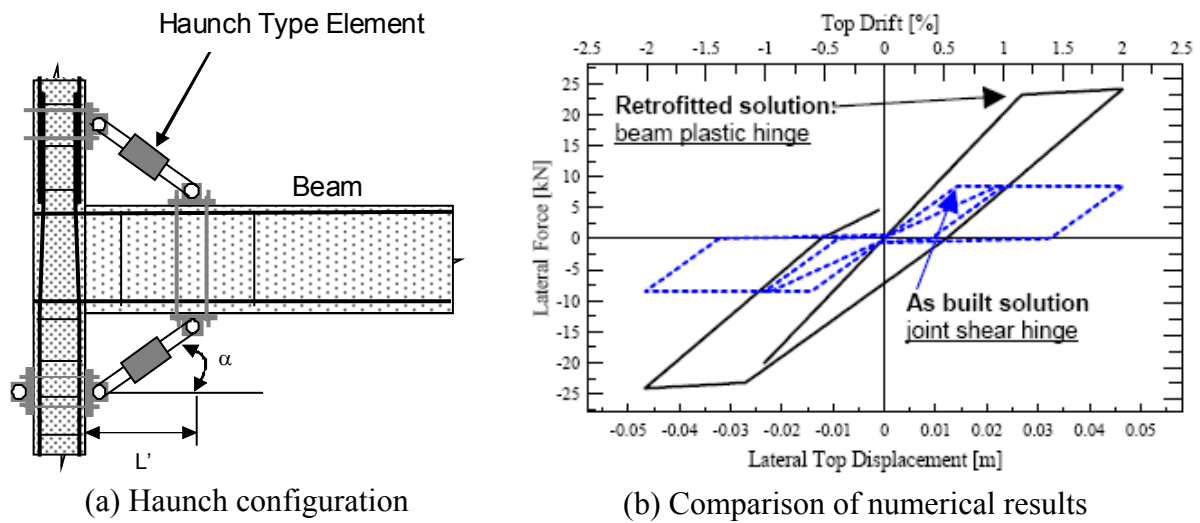 Haunch Type Element
Beam
α
L'
(a) Haunch configuration
Top Drift [%]
-2.5 -2 -1.5 -1 -0.5 0 0.5 1 1.5 2 2.5
25
20
15
10
5
0
-5
-10
-15
-20
-25
Lateral Force [kN]
Retrofitted solution:
beam plastic hinge
As built solution
joint shear hinge
-0.05 -0.04 -0.03 -0.02 -0.01 0 0.01 0.02 0.03 0.04 0.05
Lateral Top Displacement [m]
(b) Comparison of numerical results